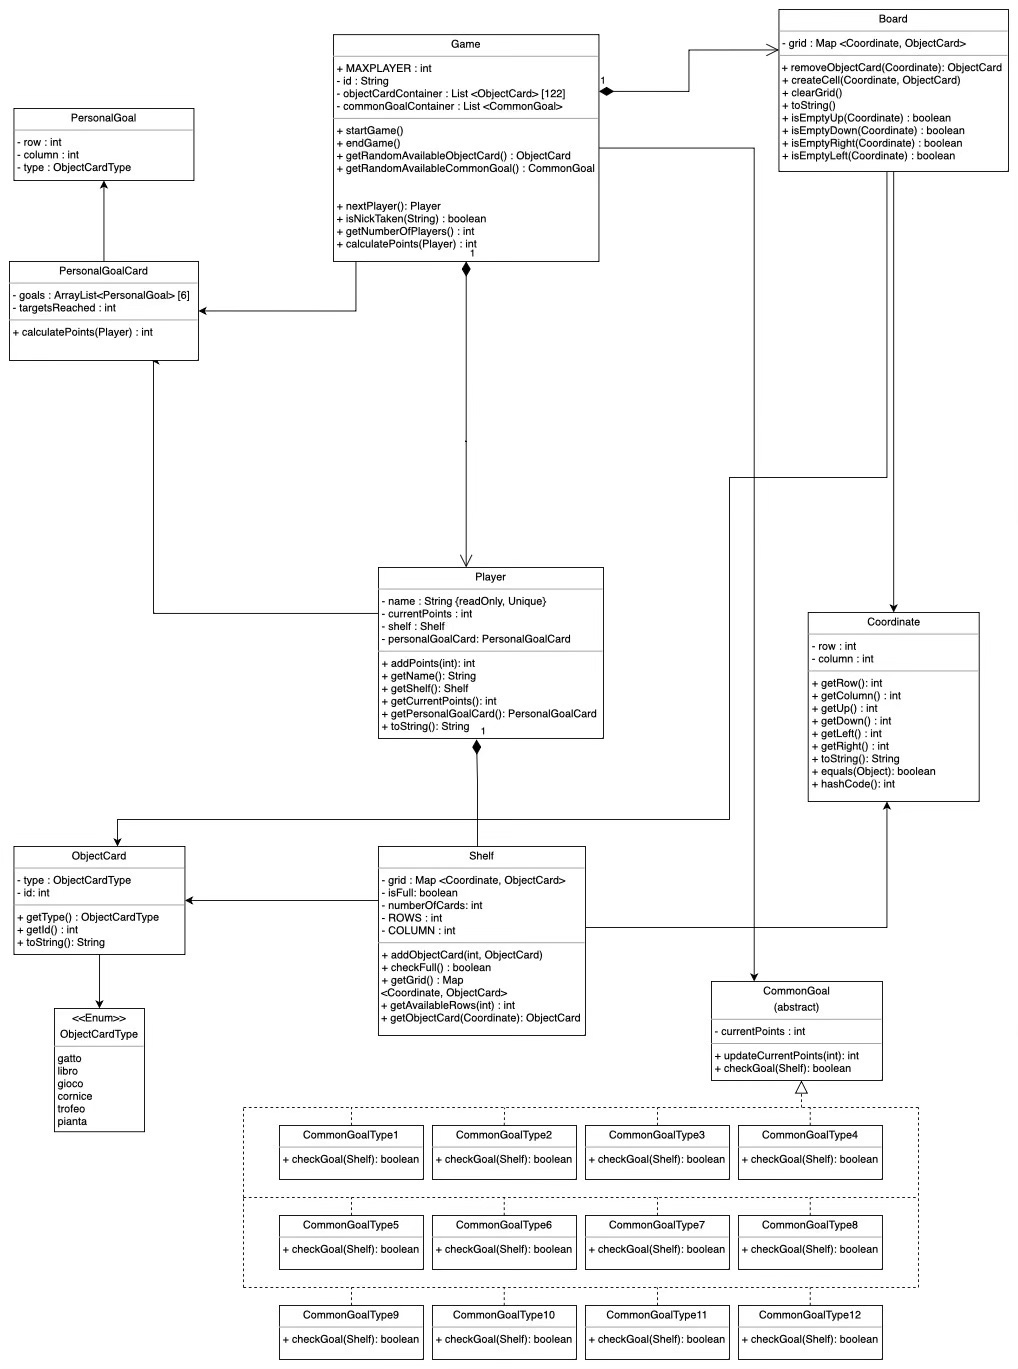 Board
- grid : Map <Coordinate, ObjectCard>
+ removeObjectCard(Coordinate): ObjectCard
+ createCell(Coordinate, ObjectCard)
+ clearGrid()
+ toString()
+ isEmptyUp(Coordinate) : boolean
+ isEmptyDown(Coordinate) : boolean
+ isEmptyRight(Coordinate) : boolean
+ isEmptyLeft(Coordinate) : boolean
Game
+ MAXPLAYER : int
- id : String
- objectCardContainer : List <ObjectCard> [122]
- commonGoalContainer : List <CommonGoal>
+ startGame()
+ endGame()
+ getRandomAvailableObjectCard() : ObjectCard
+ getRandomAvailableCommonGoal() : CommonGoal
+ nextPlayer(): Player
+ isNickTaken(String) : boolean
+ getNumberOfPlayers() : int
+ calculatePoints(Player) : int
1
1
PersonalGoal
- row : int
- column : int
- type : ObjectCardType
PersonalGoalCard
- goals : ArrayList<PersonalGoal> [6]
- targetsReached : int
+ calculatePoints(Player) : int
Player
- name : String {readOnly, Unique}
- currentPoints : int
- shelf : Shelf
- personalGoalCard: PersonalGoalCard
+ addPoints(int): int
+ getName(): String
+ getShelf(): Shelf
+ getCurrentPoints(): int
+ getPersonalGoalCard(): PersonalGoalCard
+ toString(): String
1
Coordinate
- row : int
- column : int
+ getRow(): int
+ getColumn() : int
+ getUp() : int
+ getDown() : int
+ getLeft() : int
+ getRight() : int
+ toString(): String
+ equals(Object): boolean
+ hashCode(): int
ObjectCard
- type : ObjectCardType
- id: int
+ getType() : ObjectCardType
+ getId() : int
+ toString(): String
Shelf
- grid : Map <Coordinate, ObjectCard>
- isFull: boolean
- numberOfCards: int
- ROWS : int
- COLUMN : int
+ addObjectCard(int, ObjectCard)
+ checkFull() : boolean
+ getGrid() : Map
<Coordinate, ObjectCard>
+ getAvailableRows(int) : int
+ getObjectCard(Coordinate): ObjectCard
<<Enum>>
ObjectCardType
gatto
libro
gioco
cornice
trofeo
pianta
CommonGoal
(abstract)
- currentPoints : int
+ updateCurrentPoints(int): int
+ checkGoal(Shelf): boolean
CommonGoalType1
+ checkGoal(Shelf): boolean
CommonGoalType2
+ checkGoal(Shelf): boolean
CommonGoalType3
+ checkGoal(Shelf): boolean
CommonGoalType4
+ checkGoal(Shelf): boolean
CommonGoalType5
+ checkGoal(Shelf): boolean
CommonGoalType6
+ checkGoal(Shelf): boolean
CommonGoalType7
+ checkGoal(Shelf): boolean
CommonGoalType8
+ checkGoal(Shelf): boolean
CommonGoalType9
+ checkGoal(Shelf): boolean
CommonGoalType10
+ checkGoal(Shelf): boolean
CommonGoalType11
+ checkGoal(Shelf): boolean
CommonGoalType12
+ checkGoal(Shelf): boolean